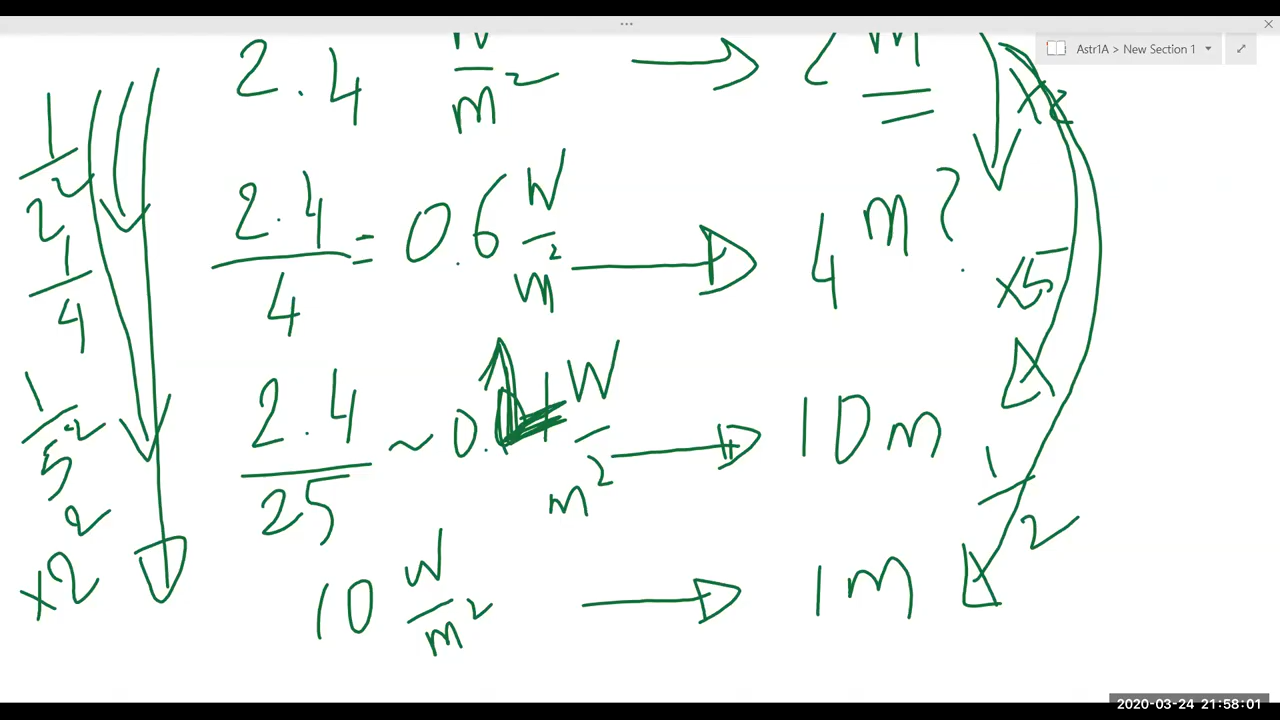 Astr1A > New Section 1
2.4 W/m² → 2 m
x2
1/2² 1/4
2.4/4 = 0.6 W/m² → 4 m?
x5
1/5²
2.4/25 ~ 0.1 W/m² → 10 m
1/2
x2²
10 W/m² → 1 m
2020-03-24 21:58:01